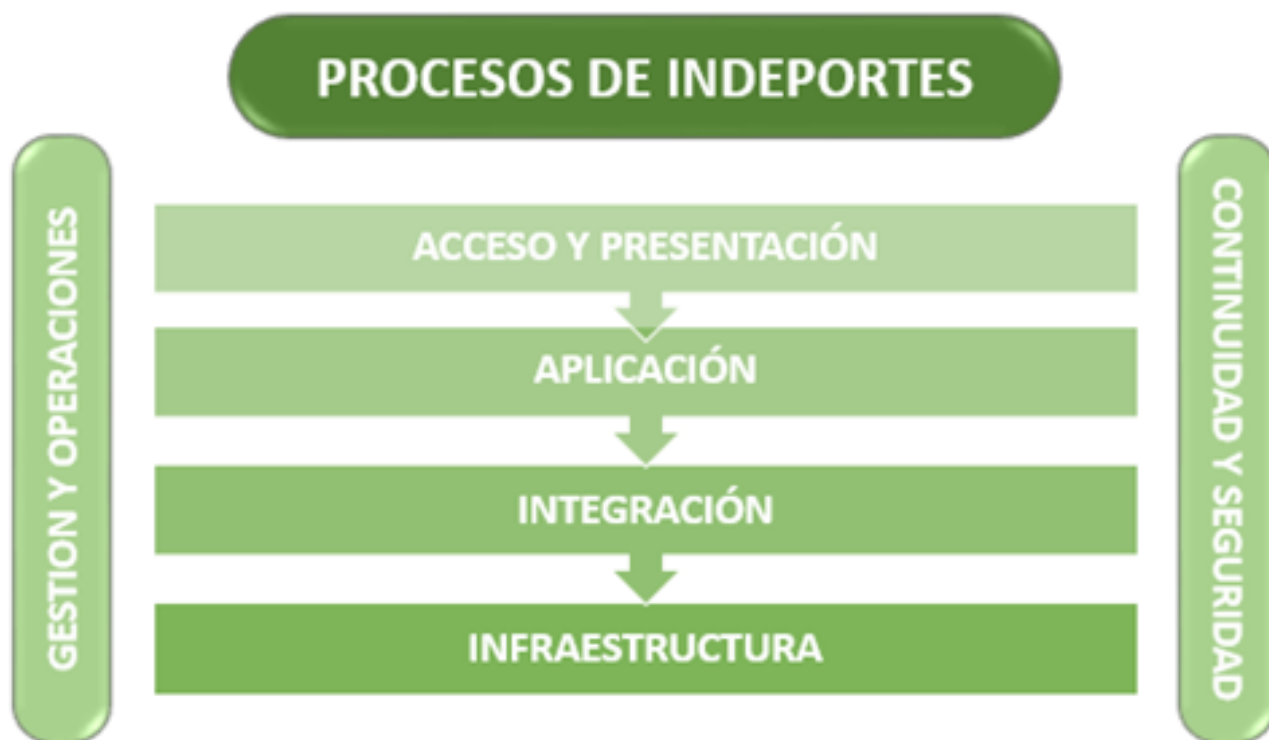 PROCESOS DE INDEPORTES
GESTION Y OPERACIONES
ACCESO Y PRESENTACIÓN
APLICACIÓN
INTEGRACIÓN
INFRAESTRUCTURA
CONTINUIDAD Y SEGURIDAD